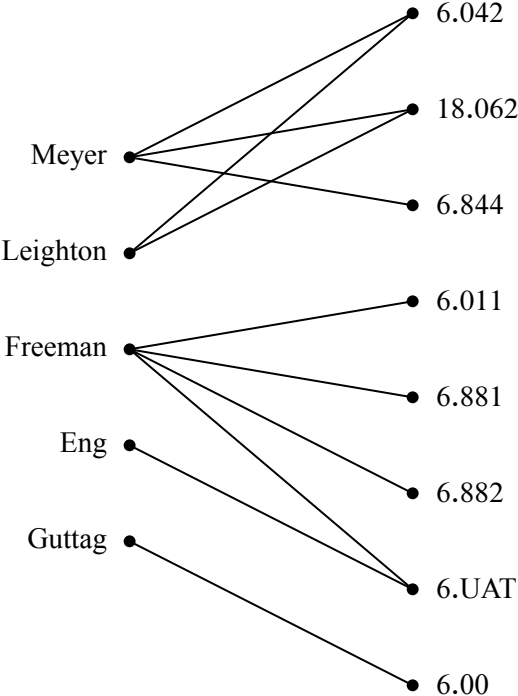 Meyer
Leighton
Freeman
Eng
Guttag
6.042
18.062
6.844
6.011
6.881
6.882
6.UAT
6.00